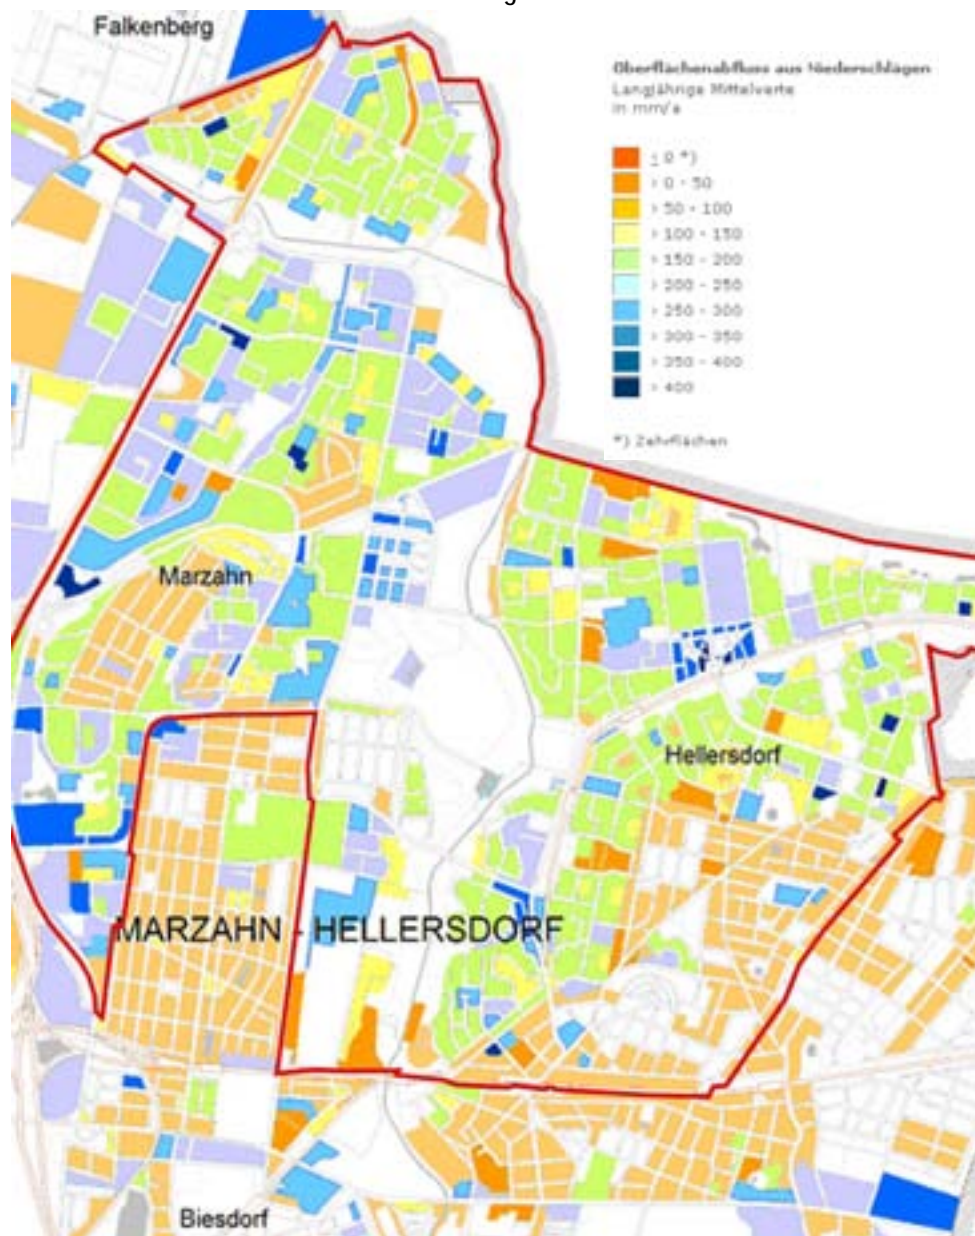 Falkenberg
Oberflächenabfluss aus Niederschlägen
Langjährige Mittelwerte
in mm/a
≤ 0 *)
> 0 - 50
> 50 - 100
> 100 - 150
> 150 - 200
> 200 - 250
> 250 - 300
> 300 - 350
> 350 - 400
> 400
*) Zehrflächen
Marzahn
Hellersdorf
MARZAHN - HELLERSDORF
Biesdorf